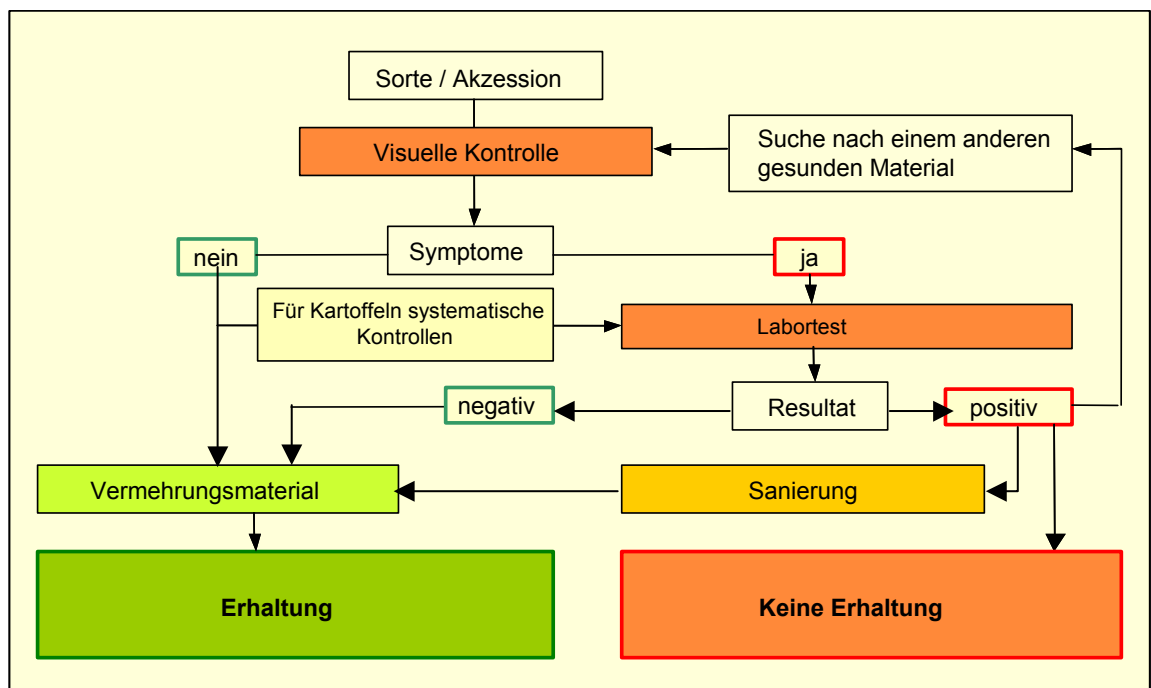 Sorte / Akzession
Visuelle Kontrolle
Suche nach einem anderen
gesunden Material
nein
Symptome
ja
Für Kartoffeln systematische
Kontrollen
Labortest
negativ
Resultat
positiv
Vermehrungsmaterial
Sanierung
Erhaltung
Keine Erhaltung